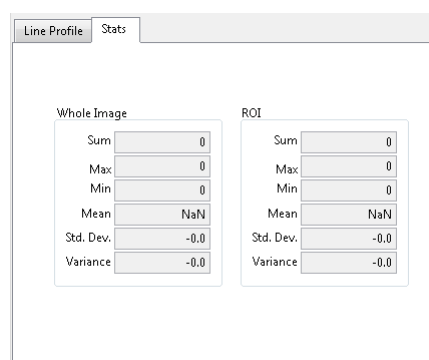 Line Profile Stats
Whole Image ROI
Sum 0 Sum 0
Max 0 Max 0
Min 0 Min 0
Mean NaN Mean NaN
Std. Dev. -0.0 Std. Dev. -0.0
Variance -0.0 Variance -0.0